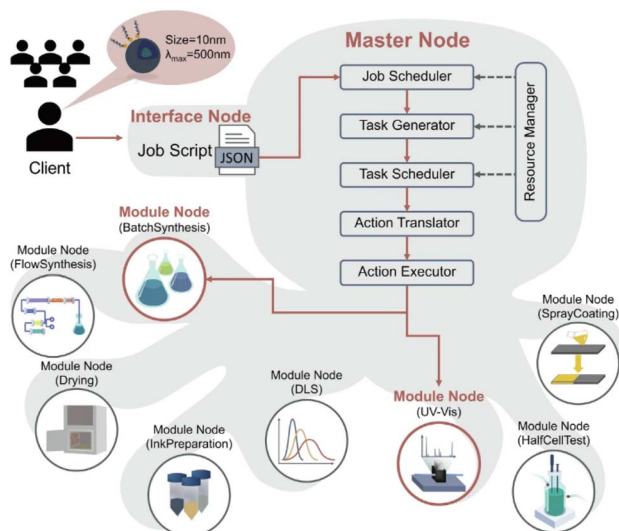 Size=10nm
λmax=500nm
Master Node
Job Scheduler
Interface Node
Job Script
JSON
Client
Task Generator
Task Scheduler
Action Translator
Action Executor
Resource Manager
Module Node
(BatchSynthesis)
Module Node
(FlowSynthesis)
Module Node
(Drying)
Module Node
(InkPreparation)
Module Node
(DLS)
Module Node
(UV-Vis)
Module Node
(SprayCoating)
Module Node
(HalfCellTest)